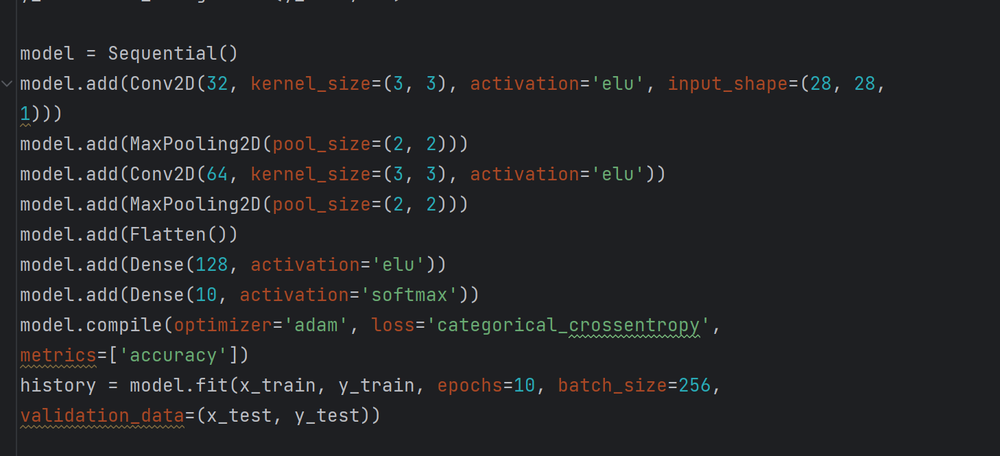 model = Sequential()
model.add(Conv2D(32, kernel_size=(3, 3), activation='elu', input_shape=(28, 28,
1)))
model.add(MaxPooling2D(pool_size=(2, 2)))
model.add(Conv2D(64, kernel_size=(3, 3), activation='elu'))
model.add(MaxPooling2D(pool_size=(2, 2)))
model.add(Flatten())
model.add(Dense(128, activation='elu'))
model.add(Dense(10, activation='softmax'))
model.compile(optimizer='adam', loss='categorical_crossentropy',
metrics=['accuracy'])
history = model.fit(x_train, y_train, epochs=10, batch_size=256,
validation_data=(x_test, y_test))